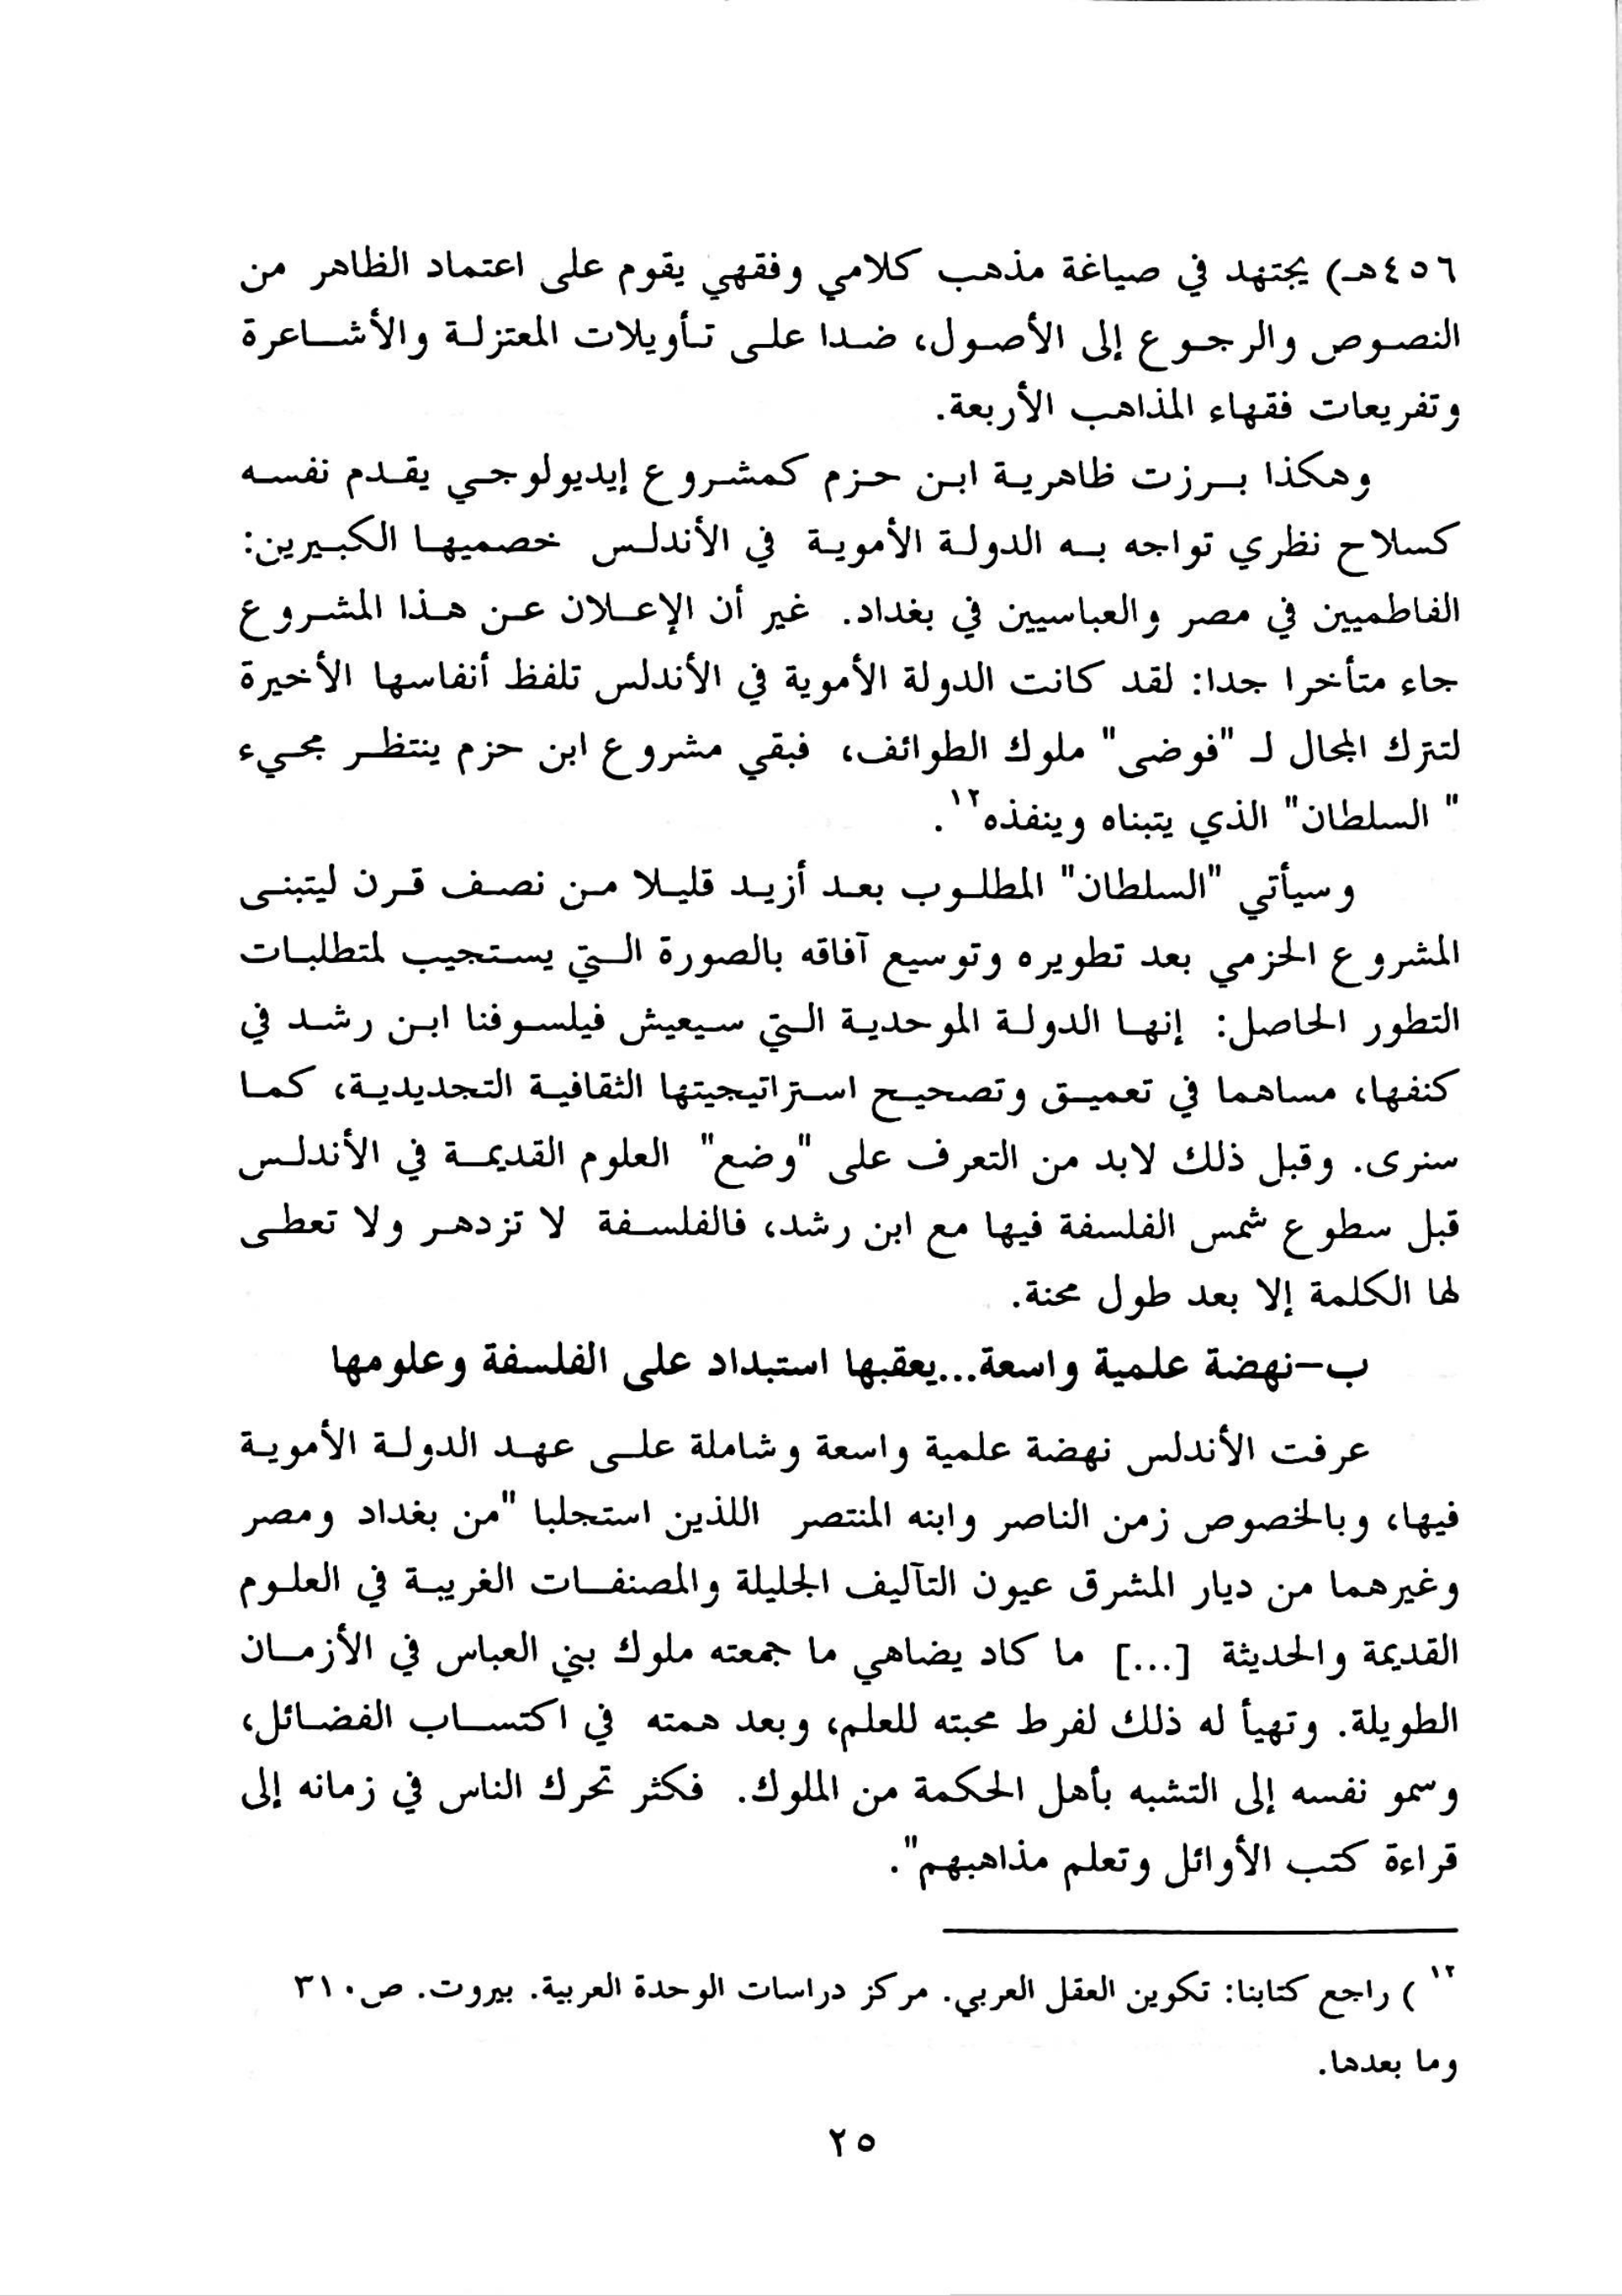 ٤٥٦هـ) يجتهد في صياغة مذهب كلامي وفقهي يقوم على اعتماد الظاهر من
النصوص والرجوع إلى الأصول، ضدا على تأويلات المعتزلة والأشاعرة
وتفريعات فقهاء المذاهب الأربعة.
وهكذا برزت ظاهرية ابن حزم كمشروع إيديولوجي يقدم نفسه
كسلاح نظري تواجه به الدولة الأموية في الأندلس خصميها الكبيرين:
الفاطميين في مصر والعباسيين في بغداد. غير أن الإعلان عن هذا المشروع
جاء متأخرا جدا: لقد كانت الدولة الأموية في الأندلس تلفظ أنفاسها الأخيرة
لتترك المجال لـ "فوضى" ملوك الطوائف، فبقي مشروع ابن حزم ينتظر مجيء
" السلطان" الذي يتبناه وينفذه١٢.
وسيأتي "السلطان" المطلوب بعد أزيد قليلا من نصف قرن ليتبنى
المشروع الحزمي بعد تطويره وتوسيع آفاقه بالصورة التي يستجيب لمتطلبات
التطور الحاصل: إنها الدولة الموحدية التي سيعيش فيلسوفنا ابن رشد في
كنفها، مساهما في تعميق وتصحيح استراتيجيتها الثقافية التجديدية، كما
سنرى. وقبل ذلك لابد من التعرف على "وضع" العلوم القديمة في الأندلس
قبل سطوع شمس الفلسفة فيها مع ابن رشد، فالفلسفة لا تزدهر ولا تعطى
لها الكلمة إلا بعد طول محنة.
ب-نهضة علمية واسعة...يعقبها استبداد على الفلسفة وعلومها
عرفت الأندلس نهضة علمية واسعة وشاملة على عهد الدولة الأموية
فيها، وبالخصوص زمن الناصر وابنه المنتصر اللذين استجلبا "من بغداد ومصر
وغيرهما من ديار المشرق عيون التآليف الجليلة والمصنفات الغريبة في العلوم
القديمة والحديثة [...] ما كاد يضاهي ما جمعته ملوك بني العباس في الأزمان
الطويلة. وتهيأ له ذلك لفرط محبته للعلم، وبعد همته في اكتساب الفضائل،
وسمو نفسه إلى التشبه بأهل الحكمة من الملوك. فكثر تحرك الناس في زمانه إلى
قراءة كتب الأوائل وتعلم مذاهبهم".
١٢ ) راجع كتابنا: تكوين العقل العربي. مركز دراسات الوحدة العربية. بيروت. ص٣١٠
وما بعدها.
٢٥